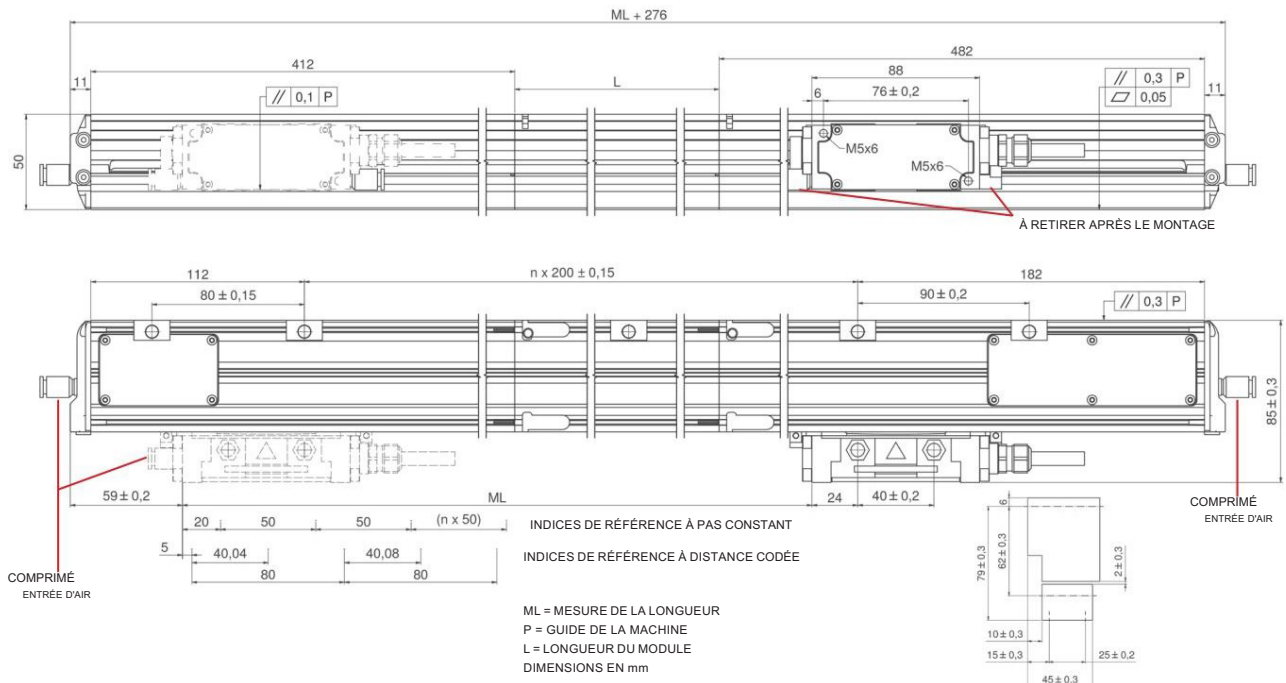 ML + 276
412
482
11
L
88
// 0,3 P
⏥ 0,05
11
// 0,1 P
6
76 ± 0,2
50
M5x6
M5x6
À RETIRER APRÈS LE MONTAGE
112
n x 200 ± 0,15
182
80 ± 0,15
90 ± 0,2
// 0,3 P
85 ± 0,3
59 ± 0,2
ML
24
40 ± 0,2
COMPRIMÉ
ENTRÉE D'AIR
20
50
50
(n x 50)
INDICES DE RÉFÉRENCE À PAS CONSTANT
5
40,04
40,08
INDICES DE RÉFÉRENCE À DISTANCE CODÉE
80
80
COMPRIMÉ
ENTRÉE D'AIR
6
79 ± 0,3
62 ± 0,3
2 ± 0,3
10 ± 0,3
15 ± 0,3
25 ± 0,2
45 ± 0,3
ML = MESURE DE LA LONGUEUR
P = GUIDE DE LA MACHINE
L = LONGUEUR DU MODULE
DIMENSIONS EN mm